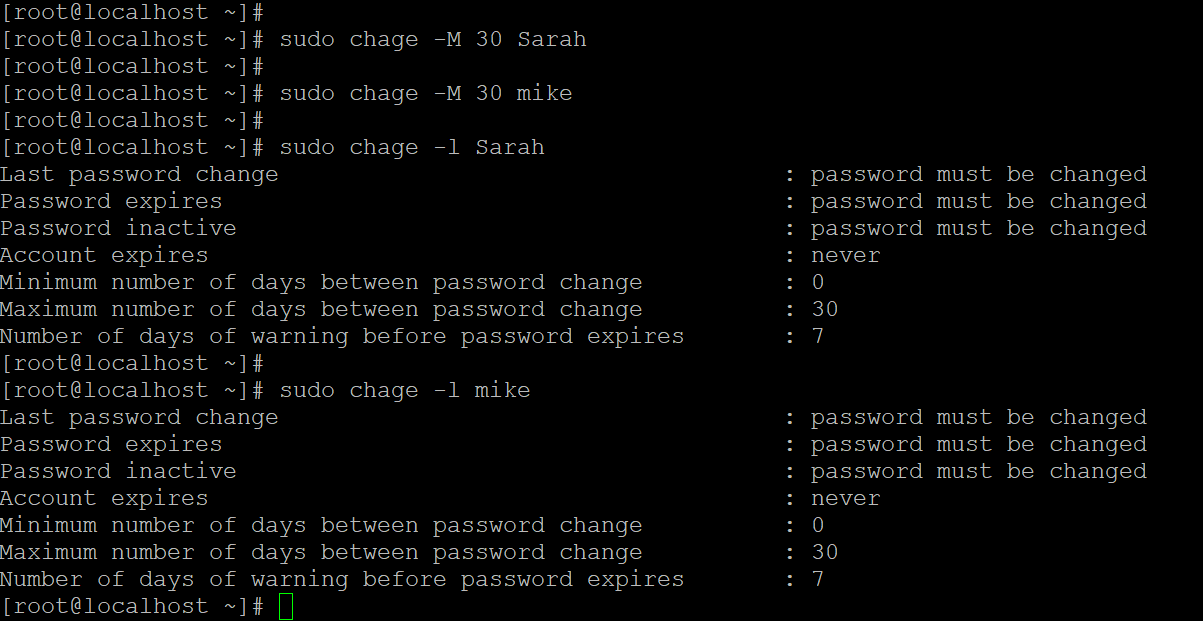 [root@localhost ~]#
[root@localhost ~]# sudo chage -M 30 Sarah
[root@localhost ~]#
[root@localhost ~]# sudo chage -M 30 mike
[root@localhost ~]#
[root@localhost ~]# sudo chage -l Sarah
Last password change : password must be changed
Password expires : password must be changed
Password inactive : password must be changed
Account expires : never
Minimum number of days between password change : 0
Maximum number of days between password change : 30
Number of days of warning before password expires : 7
[root@localhost ~]#
[root@localhost ~]# sudo chage -l mike
Last password change : password must be changed
Password expires : password must be changed
Password inactive : password must be changed
Account expires : never
Minimum number of days between password change : 0
Maximum number of days between password change : 30
Number of days of warning before password expires : 7
[root@localhost ~]#